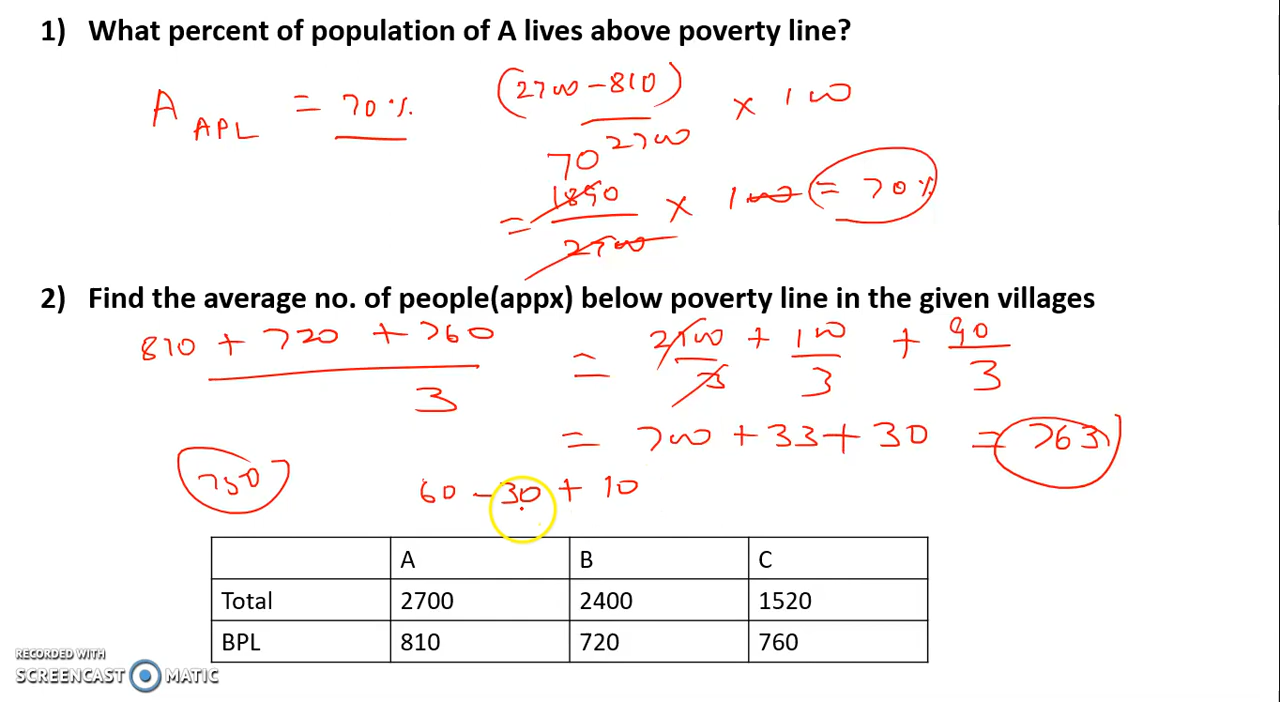 1) What percent of population of A lives above poverty line?
A APL = 70% (2700-810) / 2700 × 100
70
= 1890 / 2700 × 100 = 70%
2) Find the average no. of people(appx) below poverty line in the given villages
810 + 720 + 760 / 3 = 2100 / 3 + 100 / 3 + 90 / 3
= 700 + 33 + 30 = 763
750 60 - 30 + 10
A B C
Total 2700 2400 1520
BPL 810 720 760
RECORDED WITH
SCREENCAST MATIC